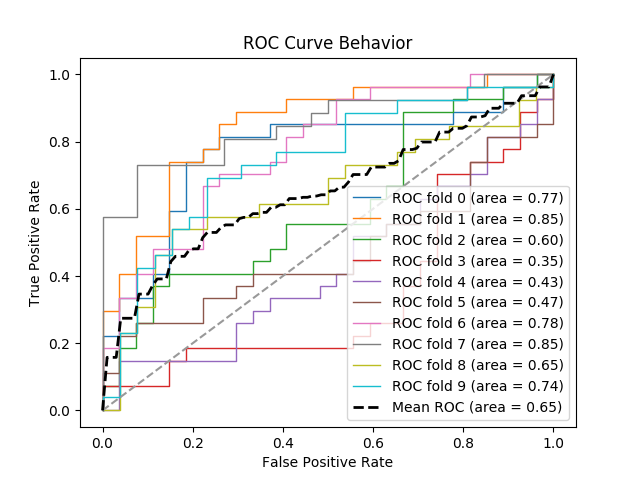 ROC Curve Behavior
True Positive Rate
1.0
0.8
0.6
0.4
0.2
0.0
ROC fold 0 (area = 0.77)
ROC fold 1 (area = 0.85)
ROC fold 2 (area = 0.60)
ROC fold 3 (area = 0.35)
ROC fold 4 (area = 0.43)
ROC fold 5 (area = 0.47)
ROC fold 6 (area = 0.78)
ROC fold 7 (area = 0.85)
ROC fold 8 (area = 0.65)
ROC fold 9 (area = 0.74)
Mean ROC (area = 0.65)
0.0 0.2 0.4 0.6 0.8 1.0
False Positive Rate